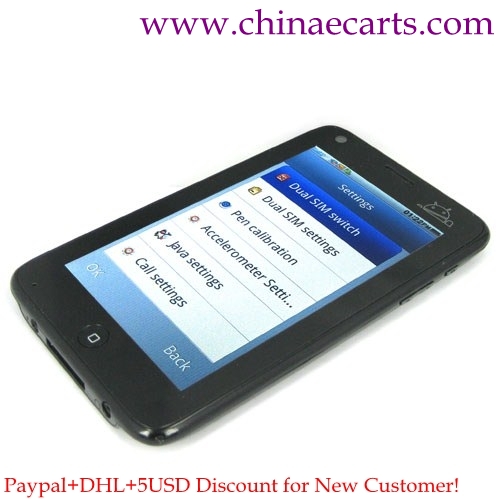 www.chinaecarts.com
Settings
Dual SIM switch
Dual SIM settings
Pen calibration
Accelerometer Setti...
Java settings
Call settings
OK
Back
Paypal+DHL+5USD Discount for New Customer!